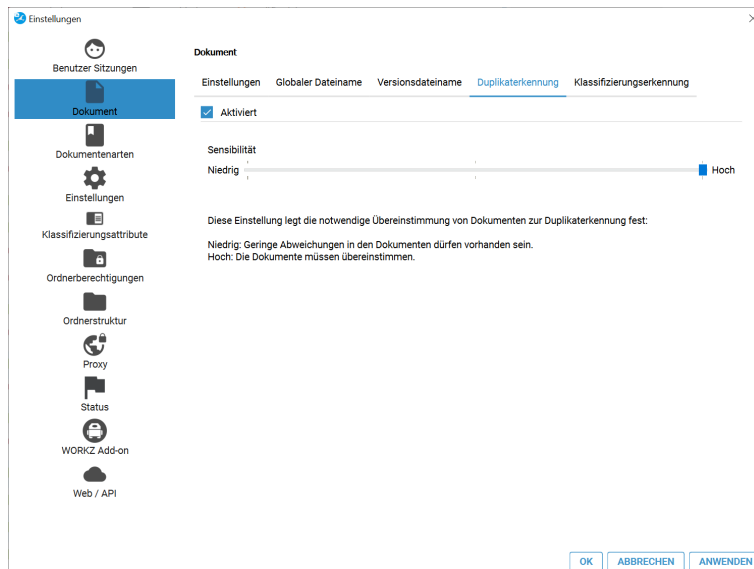 Einstellungen
Benutzer Sitzungen
Dokument
Dokumentenarten
Einstellungen
Klassifizierungsattribute
Ordnerberechtigungen
Ordnerstruktur
Proxy
Status
WORKZ Add-on
Web / API
Dokument
Einstellungen Globaler Dateiname Versionsdateiname Duplikaterkennung Klassifizierungserkennung
Aktiviert
Sensibilität
Niedrig Hoch
Diese Einstellung legt die notwendige Übereinstimmung von Dokumenten zur Duplikaterkennung fest:
Niedrig: Geringe Abweichungen in den Dokumenten dürfen vorhanden sein.
Hoch: Die Dokumente müssen übereinstimmen.
OK ABBRECHEN ANWENDEN